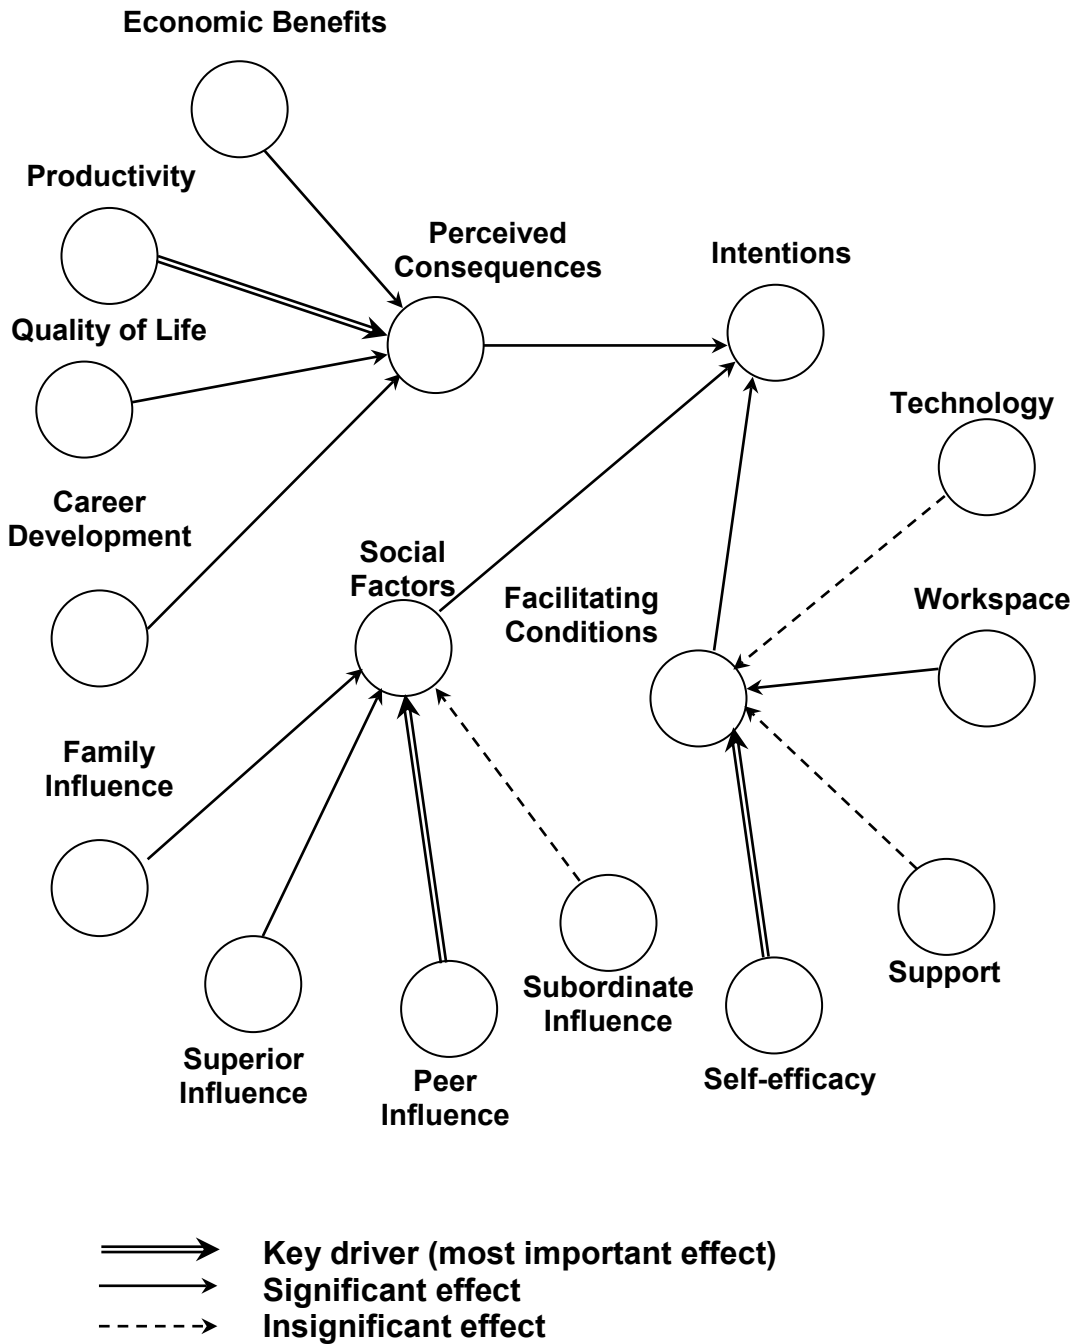 Economic Benefits
Productivity
Perceived
Consequences
Intentions
Quality of Life
Technology
Career
Development
Social
Factors
Facilitating
Conditions
Workspace
Family
Influence
Support
Subordinate
Influence
Superior
Influence
Peer
Influence
Self-efficacy
Key driver (most important effect)
Significant effect
Insignificant effect